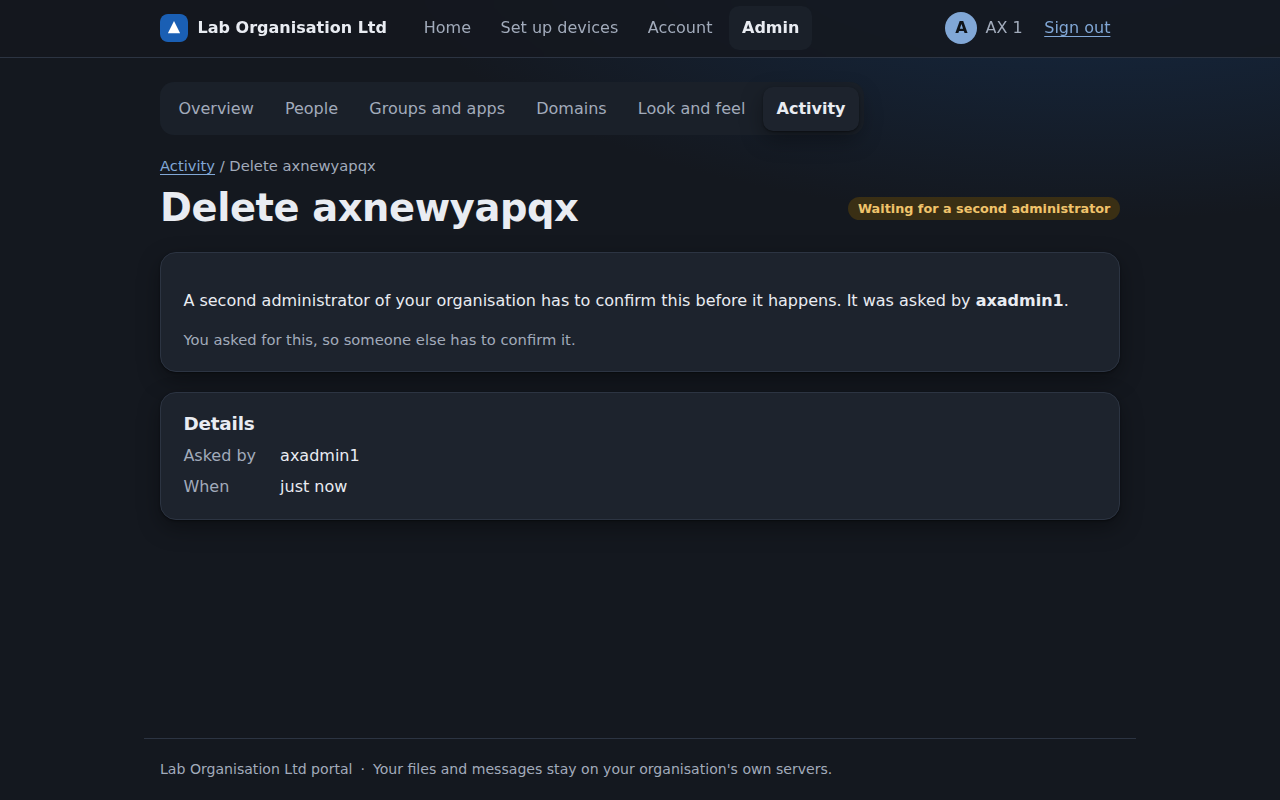 Lab Organisation Ltd Home Set up devices Account Admin A AX 1 Sign out
Overview People Groups and apps Domains Look and feel Activity
Activity / Delete axnewyapqx
Delete axnewyapqx Waiting for a second administrator
A second administrator of your organisation has to confirm this before it happens. It was asked by axadmin1.
You asked for this, so someone else has to confirm it.
Details
Asked by axadmin1
When just now
Lab Organisation Ltd portal · Your files and messages stay on your organisation's own servers.